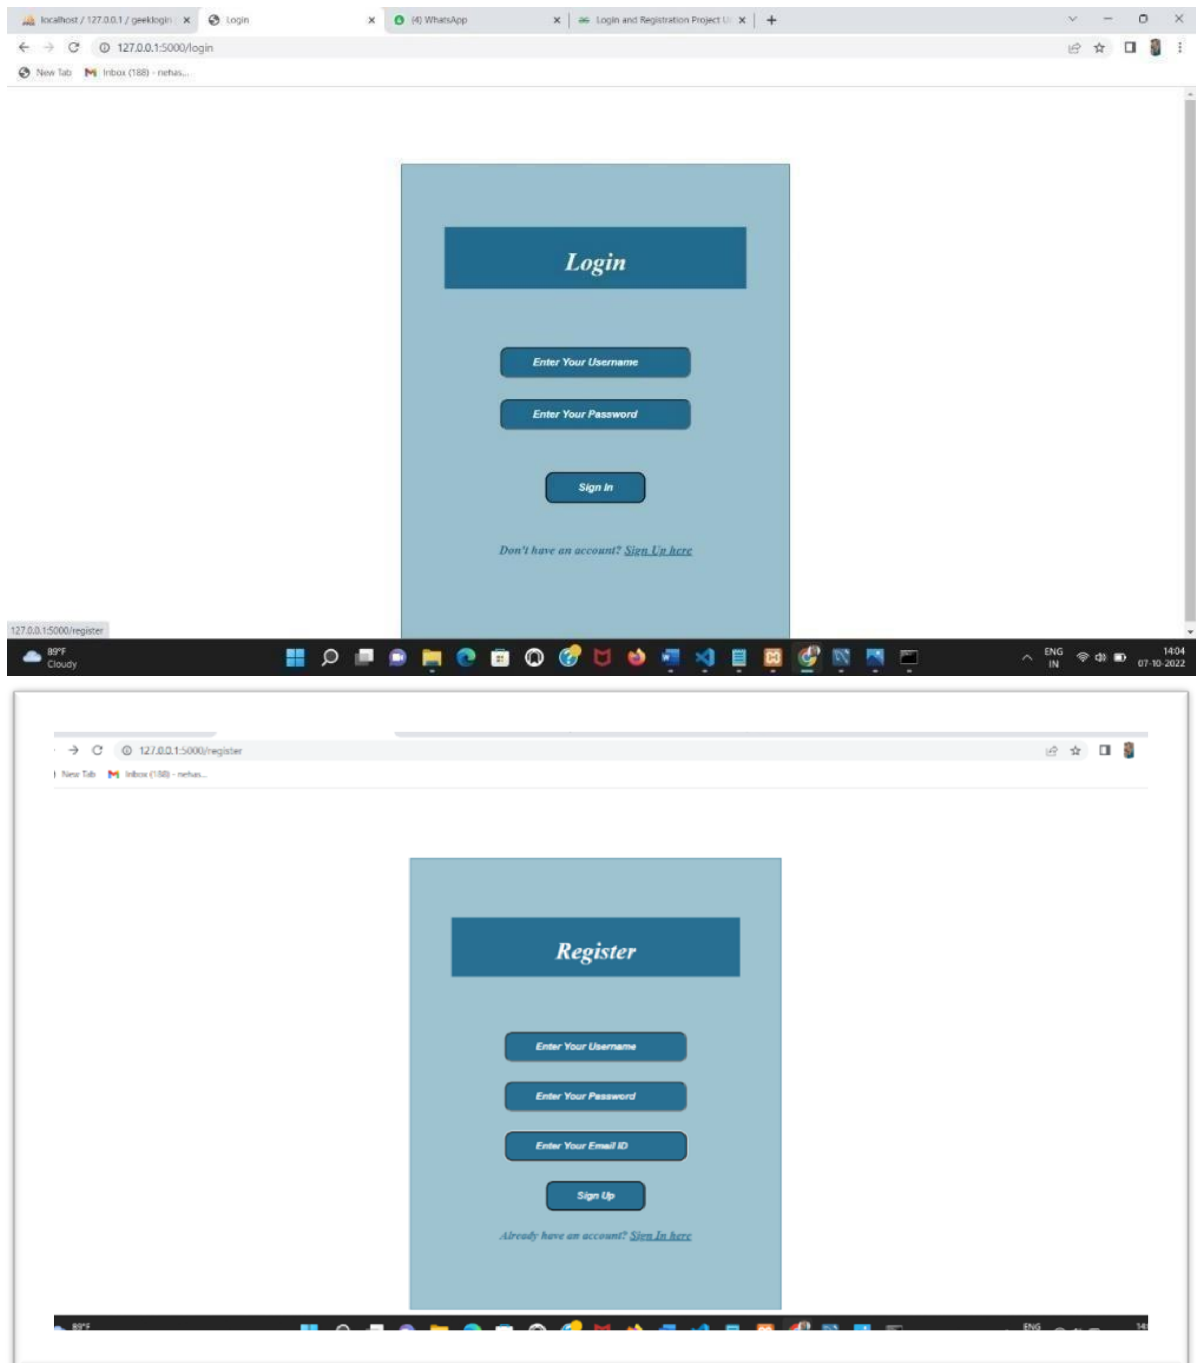 localhost / 127.0.0.1 / geeklogin
Login
(4) WhatsApp
Login and Registration Project U
127.0.0.1:5000/login
New Tab
Inbox (188) - nehas...
Login
Enter Your Username
Enter Your Password
Sign In
Don't have an account? Sign Up here
127.0.0.1:5000/register
89°F
Cloudy
ENG
IN
14:04
07-10-2022
127.0.0.1:5000/register
New Tab
Inbox (188) - nehas...
Register
Enter Your Username
Enter Your Password
Enter Your Email ID
Sign Up
Already have an account? Sign In here
89°F
ENG